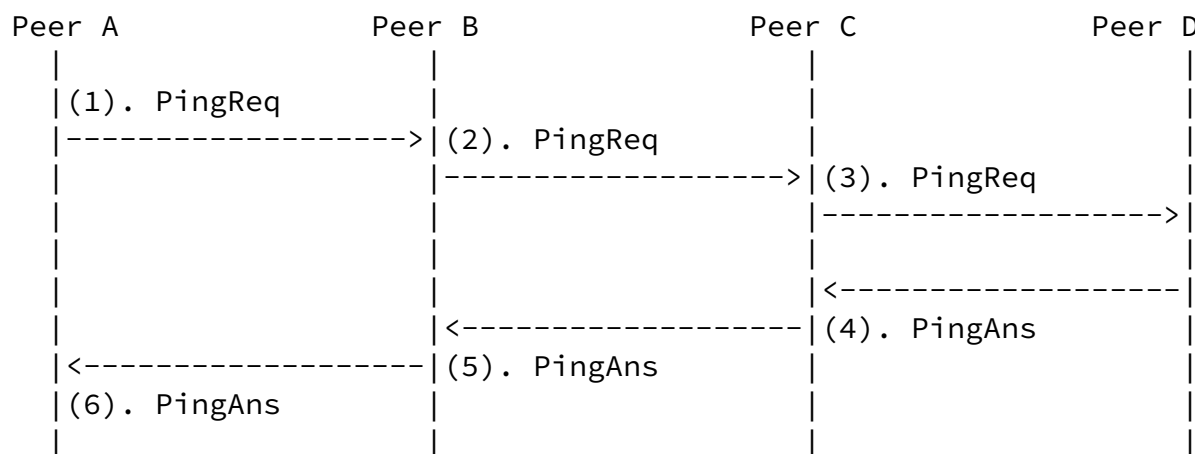 Peer A Peer B Peer C Peer D
(1). PingReq
(2). PingReq
(3). PingReq
(4). PingAns
(5). PingAns
(6). PingAns